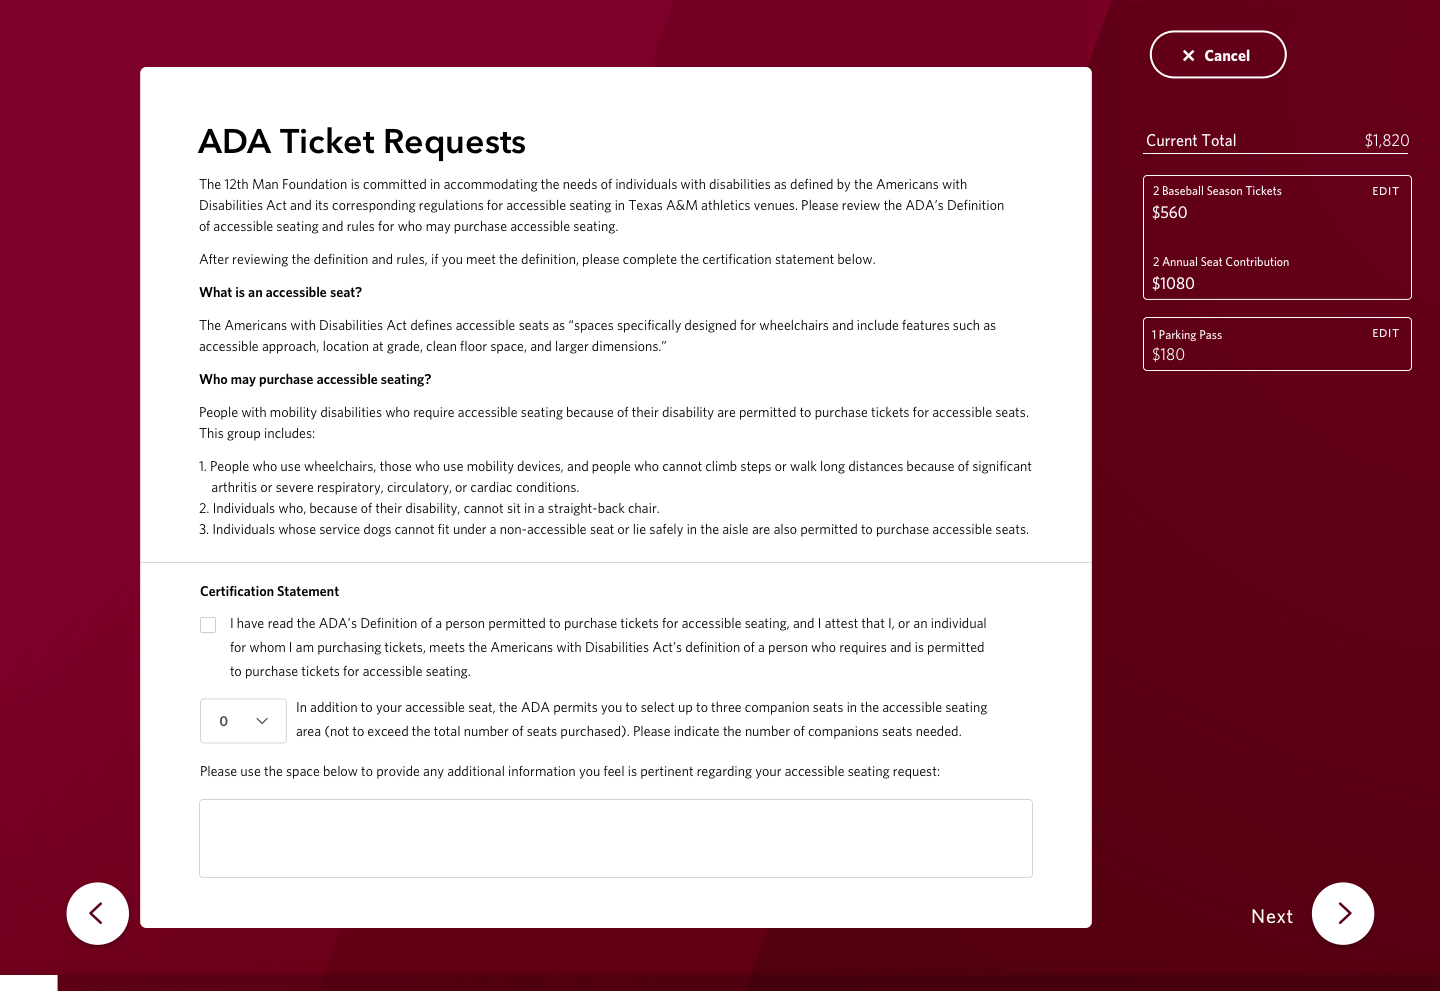 Cancel
ADA Ticket Requests
The 12th Man Foundation is committed in accommodating the needs of individuals with disabilities as defined by the Americans with
Disabilities Act and its corresponding regulations for accessible seating in Texas A&M athletics venues. Please review the ADA’s Definition
of accessible seating and rules for who may purchase accessible seating.
After reviewing the definition and rules, if you meet the definition, please complete the certification statement below.
What is an accessible seat?
The Americans with Disabilities Act defines accessible seats as “spaces specifically designed for wheelchairs and include features such as
accessible approach, location at grade, clean floor space, and larger dimensions.”
Who may purchase accessible seating?
People with mobility disabilities who require accessible seating because of their disability are permitted to purchase tickets for accessible seats.
This group includes:
1. People who use wheelchairs, those who use mobility devices, and people who cannot climb steps or walk long distances because of significant
arthritis or severe respiratory, circulatory, or cardiac conditions.
2. Individuals who, because of their disability, cannot sit in a straight-back chair.
3. Individuals whose service dogs cannot fit under a non-accessible seat or lie safely in the aisle are also permitted to purchase accessible seats.
Certification Statement
I have read the ADA’s Definition of a person permitted to purchase tickets for accessible seating, and I attest that I, or an individual
for whom I am purchasing tickets, meets the Americans with Disabilities Act’s definition of a person who requires and is permitted
to purchase tickets for accessible seating.
0
In addition to your accessible seat, the ADA permits you to select up to three companion seats in the accessible seating
area (not to exceed the total number of seats purchased). Please indicate the number of companions seats needed.
Please use the space below to provide any additional information you feel is pertinent regarding your accessible seating request:
Current Total $1,820
2 Baseball Season Tickets EDIT
$560
2 Annual Seat Contribution
$1080
1 Parking Pass EDIT
$180
Next